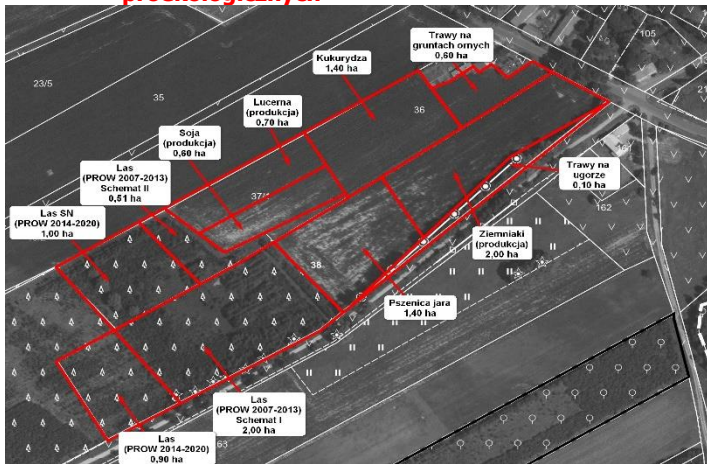 proekologicznych
Trawy na
gruntach ornych
0,60 ha
105
Kukurydza
1,40 ha
23/5
35
36
Lucerna
(produkcja)
0,70 ha
Soja
(produkcja)
0,60 ha
Las
(PROW 2007-2013)
Schemat II
0,51 ha
Trawy na
ugorze
0,10 ha
37/1
Las SN
(PROW 2014-2020)
1,00 ha
162
Ziemniaki
(produkcja)
2,00 ha
38
Pszenica jara
1,40 ha
Las
(PROW 2007-2013)
Schemat I
2,00 ha
Las
(PROW 2014-2020)
0,90 ha
63